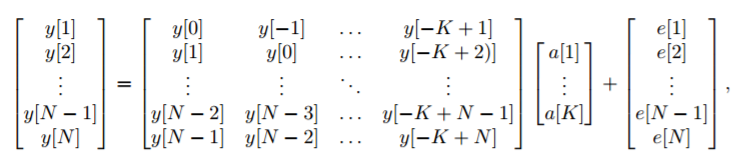 y[1] y[0] y[−1] … y[−K + 1] e[1]
y[2] y[1] y[0] … y[−K + 2)] a[1] e[2]
⋮ = ⋮ ⋮ ⋱ ⋮ ⋮ + ⋮ ,
y[N − 1] y[N − 2] y[N − 3] … y[−K + N − 1] a[K] e[N − 1]
y[N] y[N − 1] y[N − 2] … y[−K + N] e[N]